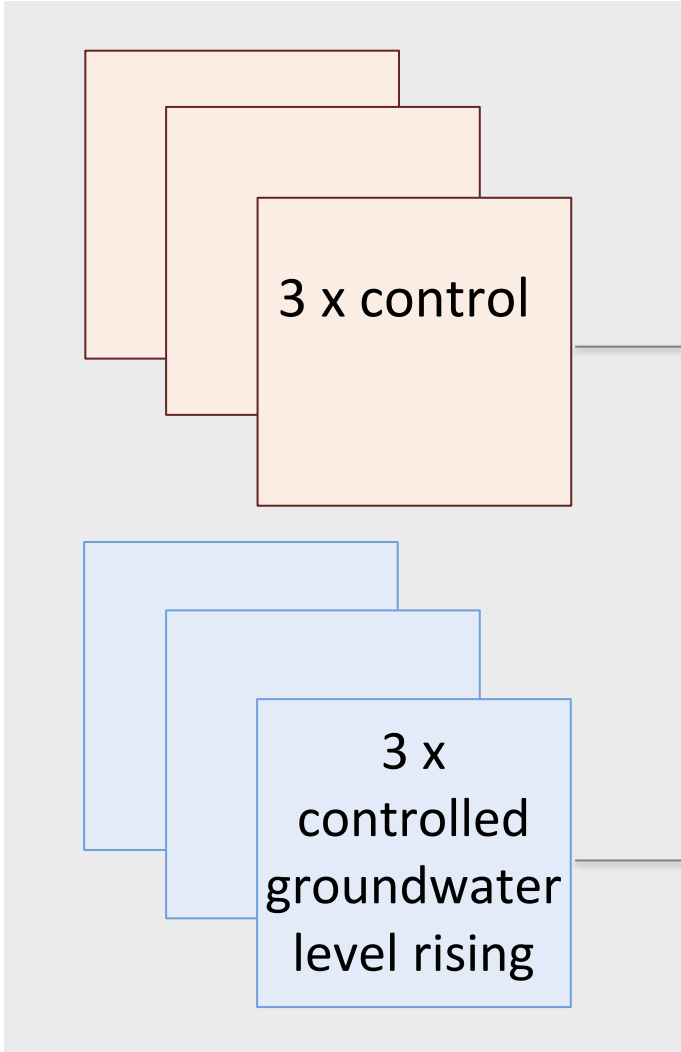 3 x control
3 x
controlled
groundwater
level rising